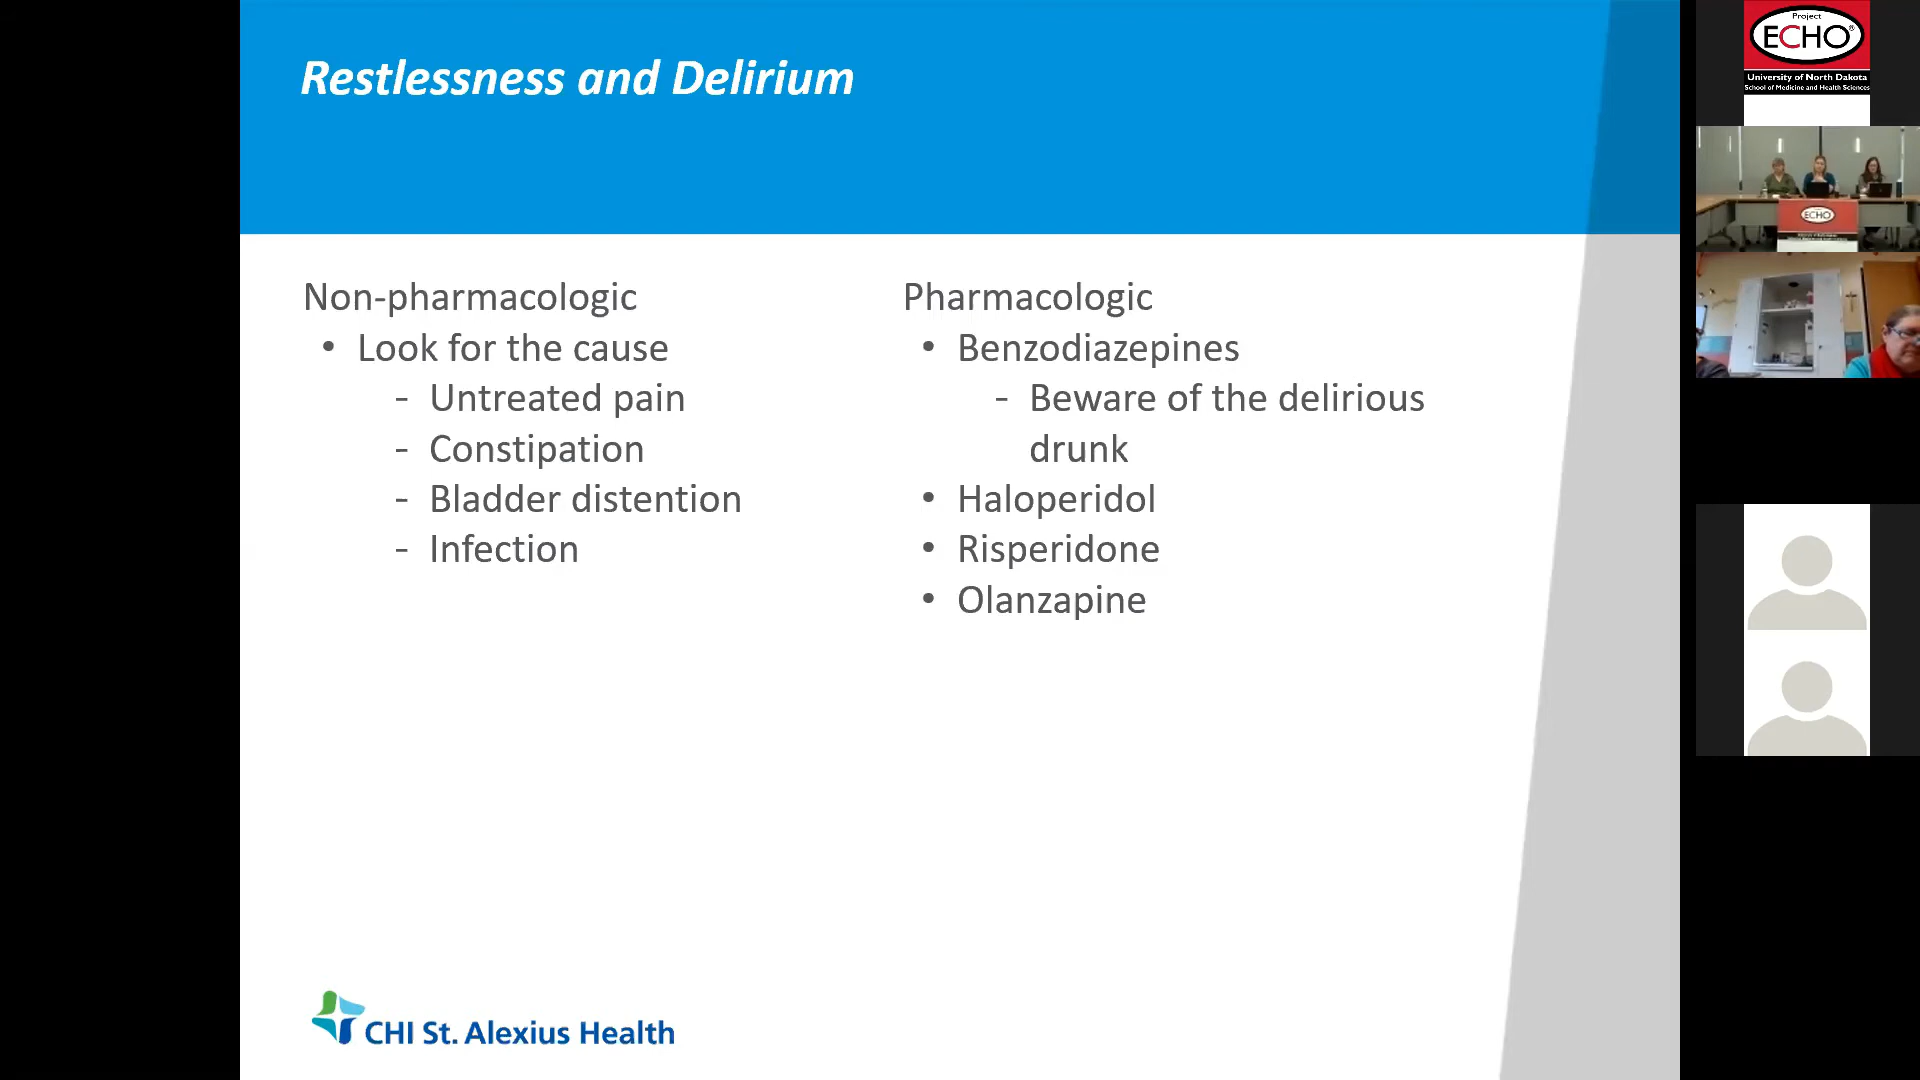 Restlessness and Delirium
Non-pharmacologic
• Look for the cause
- Untreated pain
- Constipation
- Bladder distention
- Infection
Pharmacologic
• Benzodiazepines
- Beware of the delirious
drunk
• Haloperidol
• Risperidone
• Olanzapine
CHI St. Alexius Health
Project
ECHO®
University of North Dakota
School of Medicine and Health Sciences
ECHO